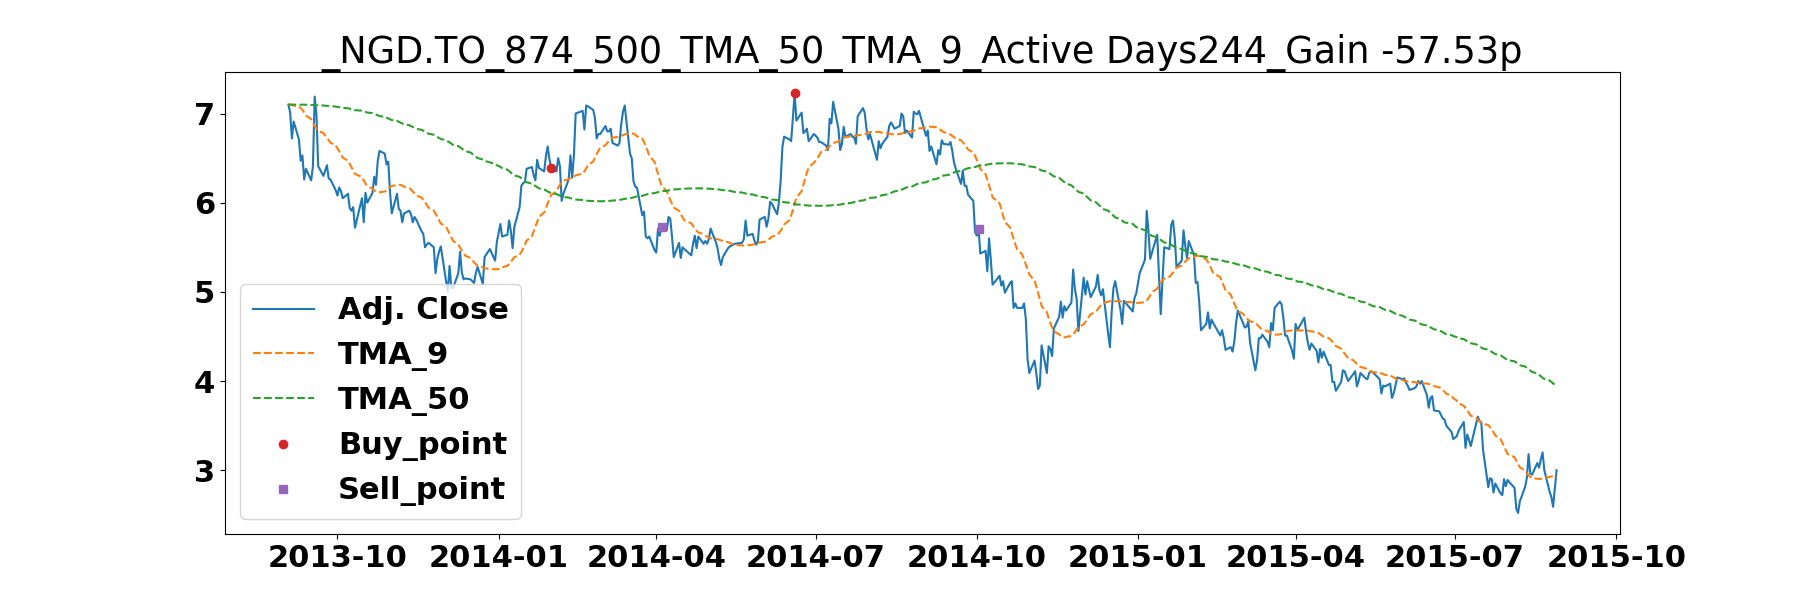 _NGD.TO_874_500_TMA_50_TMA_9_Active Days244_Gain -57.53p
7
6
5
4
3
Adj. Close
TMA_9
TMA_50
Buy_point
Sell_point
2013-10 2014-01 2014-04 2014-07 2014-10 2015-01 2015-04 2015-07 2015-10